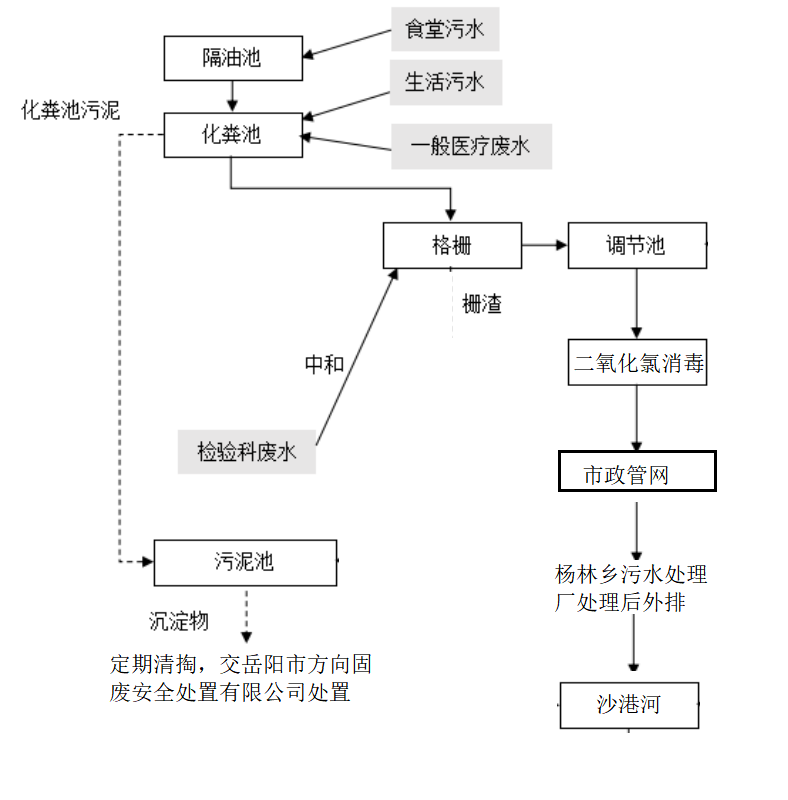 食堂污水
隔油池
生活污水
化粪池污泥
化粪池
一般医疗废水
格栅
调节池
栅渣
中和
二氧化氯消毒
检验科废水
市政管网
污泥池
杨林乡污水处理
厂处理后外排
沉淀物
定期清掏，交岳阳市方向固
废安全处置有限公司处置
沙港河